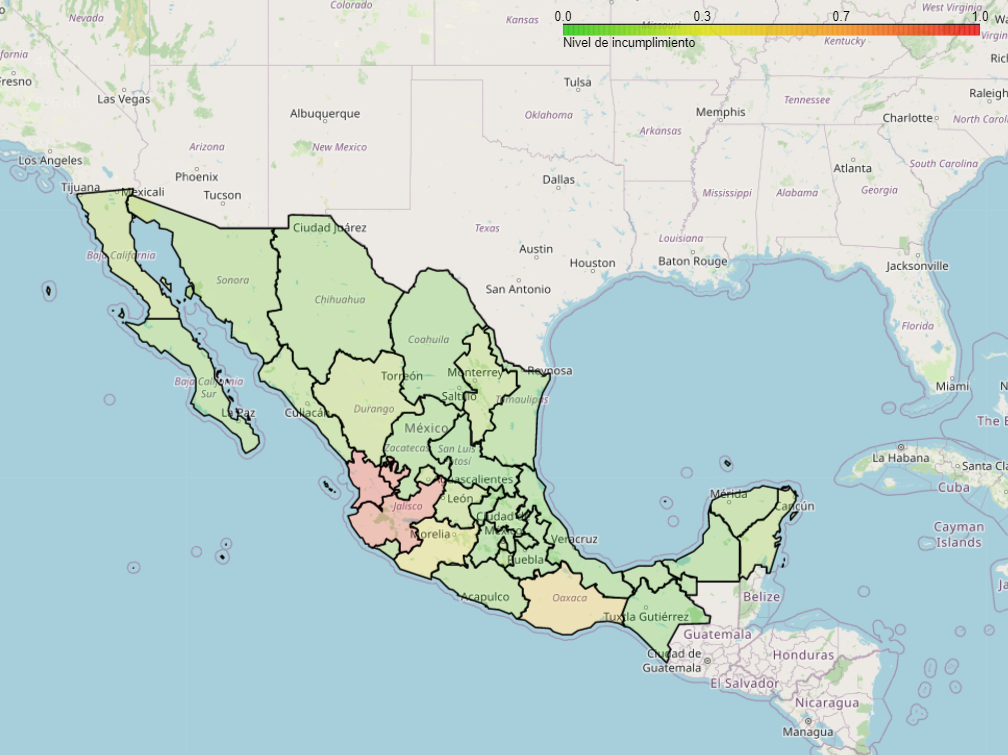 Colorado
West Virginia
Nevada
Kansas
0.0
0.3
0.7
1.0
Missouri
Nivel de incumplimiento
Kentucky
Fresno
Las Vegas
Tulsa
Raleigh
Albuquerque
Oklahoma
Memphis
Tennessee
Charlotte
North Carol
Arizona
New Mexico
Arkansas
Los Angeles
Phoenix
Atlanta
South Carolina
Tijuana
Mexicali
Tucson
Dallas
Mississippi
Alabama
Georgia
Ciudad Juárez
Texas
Louisiana
Austin
Baja California
Houston
Baton Rouge
Jacksonville
Sonora
San Antonio
Chihuahua
Florida
Coahuila
Monterrey
Reynosa
Torreón
Baja California
Sur
Miami
Saltillo
Tamaulipas
La Paz
Culiacán
Durango
México
Zacatecas
San Luis
Potosí
La Habana
Santa Cla
Aguascalientes
Cuba
León
Mérida
Cancún
Jalisco
Ciudad de
México
Morelia
Veracruz
Cayman
Islands
Puebla
Acapulco
Oaxaca
Belize
Tuxtla Gutiérrez
Guatemala
Ciudad de
Guatemala
Honduras
El Salvador
Nicaragua
Managua